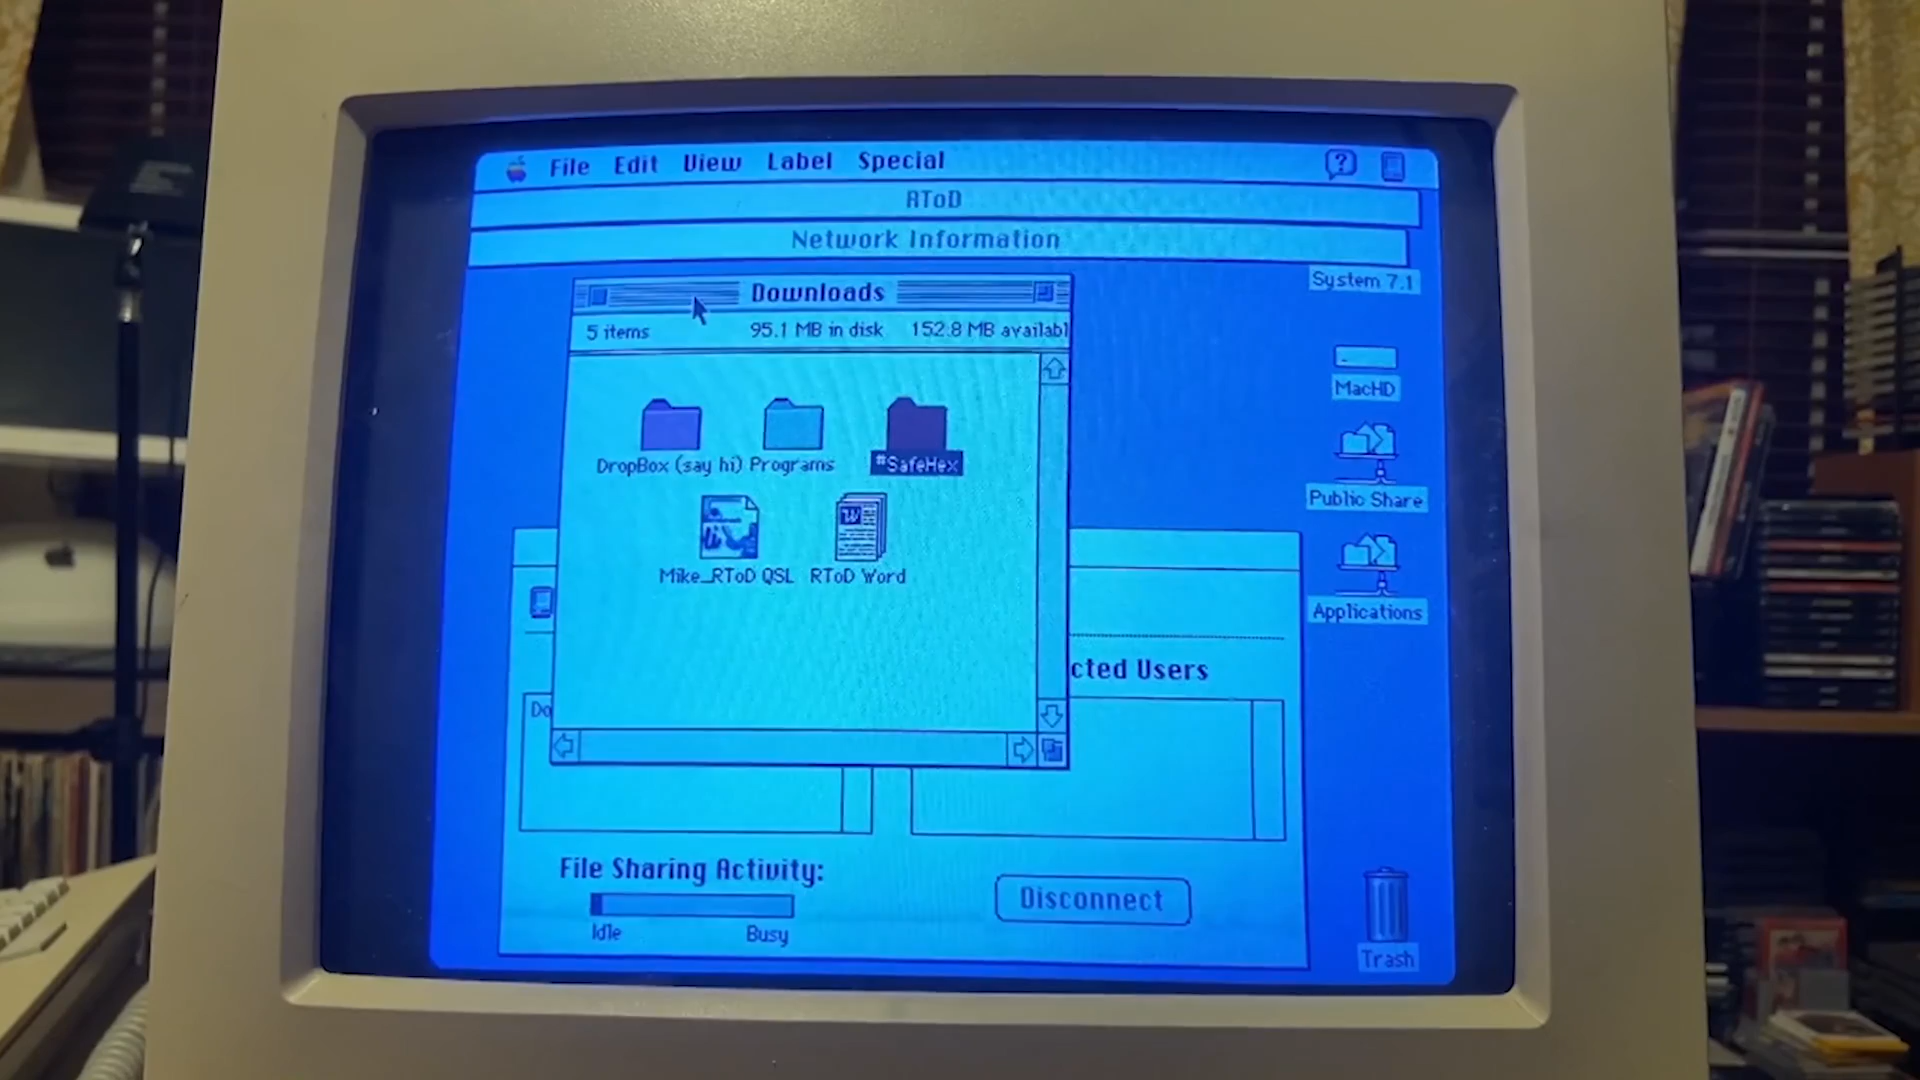 File Edit View Label Special
RToD
Network Information
System 7.1
Downloads
5 items 95.1 MB in disk 152.8 MB availabl
MacHD
DropBox (say hi) Programs #SafeHex
Public Share
Mike_RToD QSL RToD Word
Applications
cted Users
Do
File Sharing Activity:
Idle Busy
Disconnect
Trash